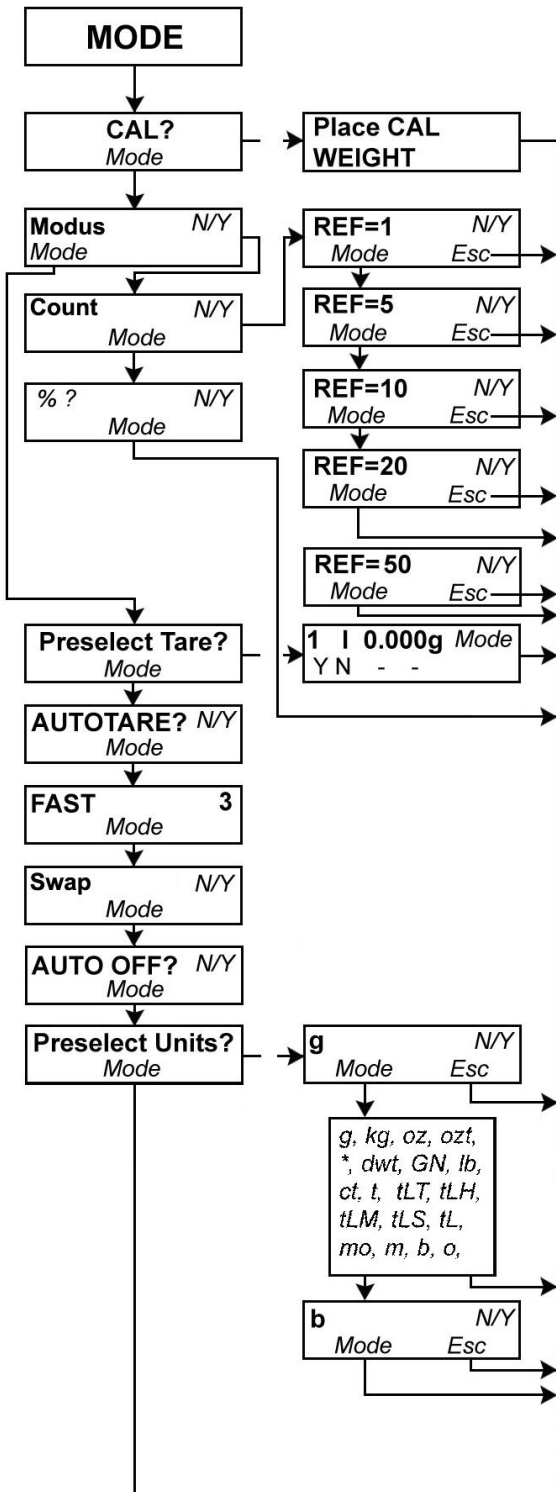 MODE
CAL?
Mode
Place CAL
WEIGHT
Modus N/Y
Mode
Count N/Y
Mode
% ? N/Y
Mode
REF=1 N/Y
Mode Esc
REF=5 N/Y
Mode Esc
REF=10 N/Y
Mode Esc
REF=20 N/Y
Mode Esc
REF=50 N/Y
Mode Esc
Preselect Tare?
Mode
1 I 0.000g Mode
Y N - -
AUTOTARE? N/Y
Mode
FAST 3
Mode
Swap N/Y
Mode
AUTO OFF? N/Y
Mode
Preselect Units?
Mode
g N/Y
Mode Esc
g, kg, oz, ozt,
*, dwt, GN, lb,
ct, t, tLT, tLH,
tLM, tLS, tL,
mo, m, b, o,
b N/Y
Mode Esc